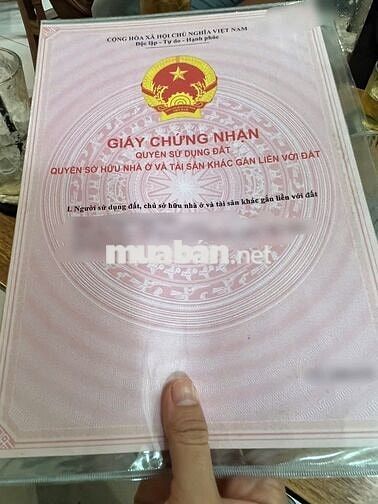 CỘNG HÒA XÃ HỘI CHỦ NGHĨA VIỆT NAM
Độc lập - Tự do - Hạnh phúc
GIẤY CHỨNG NHẬN
QUYỀN SỬ DỤNG ĐẤT
QUYỀN SỞ HỮU NHÀ Ở VÀ TÀI SẢN KHÁC GẮN LIỀN VỚI ĐẤT
I. Người sử dụng đất, chủ sở hữu nhà ở và tài sản khác gắn liền với đất
muaban.net